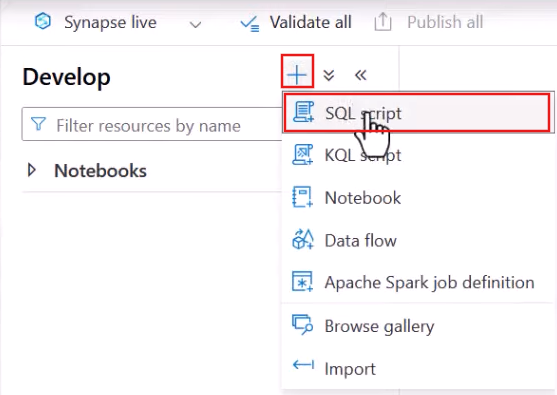 Synapse live Validate all Publish all
Develop
SQL script
Filter resources by name
KQL script
Notebooks
Notebook
Data flow
Apache Spark job definition
Browse gallery
Import